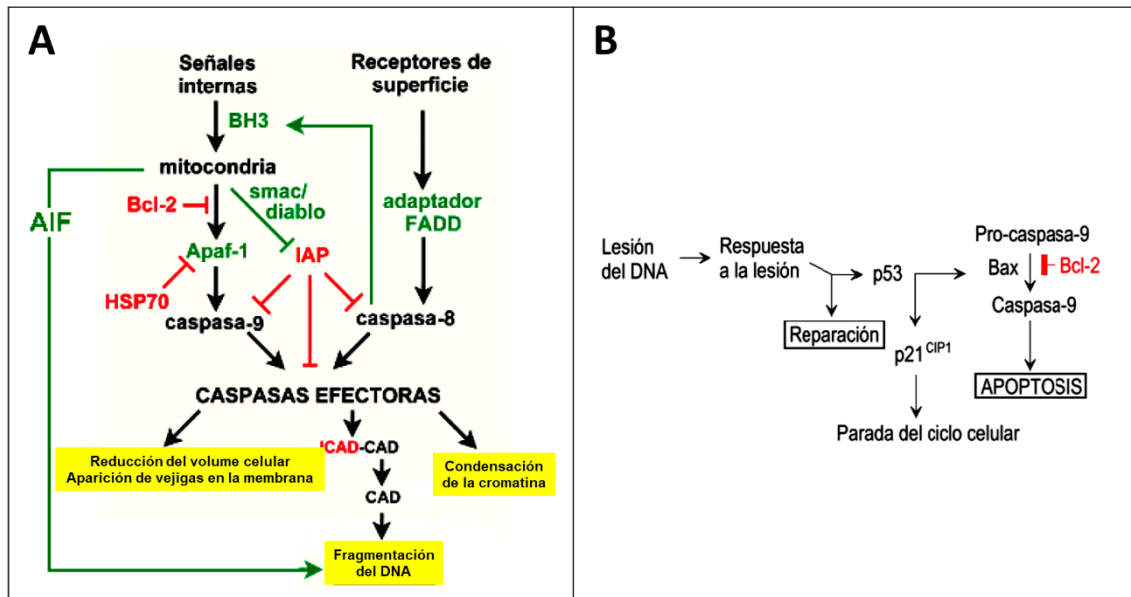 A
Señales
internas
Receptores de
superficie
BH3
mitocondria
smac/
diablo
Bcl-2
adaptador
FADD
AIF
Apaf-1
IAP
HSP70
caspasa-9
caspasa-8
CASPASAS EFECTORAS
ICAD-CAD
Reducción del volume celular
Aparición de vejigas en la membrana
Condensación
de la cromatina
CAD
Fragmentación
del DNA
B
Lesión
del DNA
Respuesta
a la lesión
p53
Pro-caspasa-9
Bax
Bcl-2
Caspasa-9
Reparación
p21CIP1
APOPTOSIS
Parada del ciclo celular